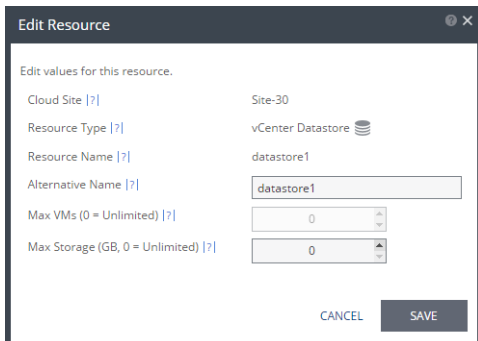 Edit Resource
Edit values for this resource.
Cloud Site |?| Site-30
Resource Type |?| vCenter Datastore
Resource Name |?| datastore1
Alternative Name |?| datastore1
Max VMs (0 = Unlimited) |?| 0
Max Storage (GB, 0 = Unlimited) |?| 0
CANCEL SAVE